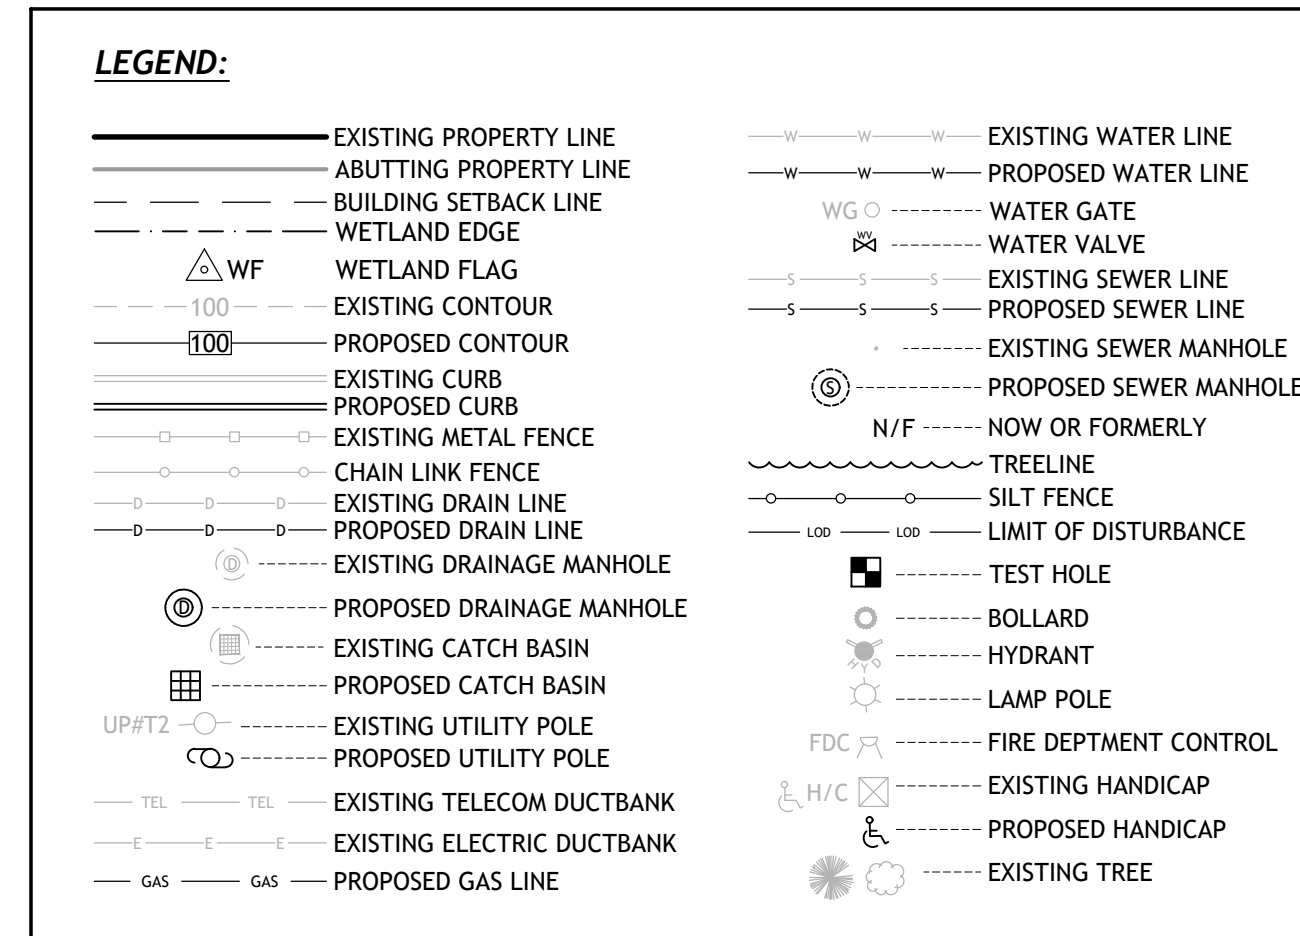 LEGEND:
EXISTING PROPERTY LINE
ABUTTING PROPERTY LINE
BUILDING SETBACK LINE
WETLAND EDGE
WF WETLAND FLAG
100 EXISTING CONTOUR
100 PROPOSED CONTOUR
EXISTING CURB
PROPOSED CURB
EXISTING METAL FENCE
CHAIN LINK FENCE
D D D EXISTING DRAIN LINE
D D D PROPOSED DRAIN LINE
D EXISTING DRAINAGE MANHOLE
D PROPOSED DRAINAGE MANHOLE
EXISTING CATCH BASIN
PROPOSED CATCH BASIN
UP#T2 EXISTING UTILITY POLE
PROPOSED UTILITY POLE
TEL TEL EXISTING TELECOM DUCTBANK
E E E EXISTING ELECTRIC DUCTBANK
GAS GAS PROPOSED GAS LINE
W W W EXISTING WATER LINE
W W W PROPOSED WATER LINE
WG WATER GATE
WV WATER VALVE
S S S EXISTING SEWER LINE
S S S PROPOSED SEWER LINE
EXISTING SEWER MANHOLE
S PROPOSED SEWER MANHOLE
N/F NOW OR FORMERLY
TREELINE
SILT FENCE
LOD LOD LIMIT OF DISTURBANCE
TEST HOLE
BOLLARD
HYD HYDRANT
LAMP POLE
FDC FIRE DEPTMENT CONTROL
H/C EXISTING HANDICAP
PROPOSED HANDICAP
EXISTING TREE